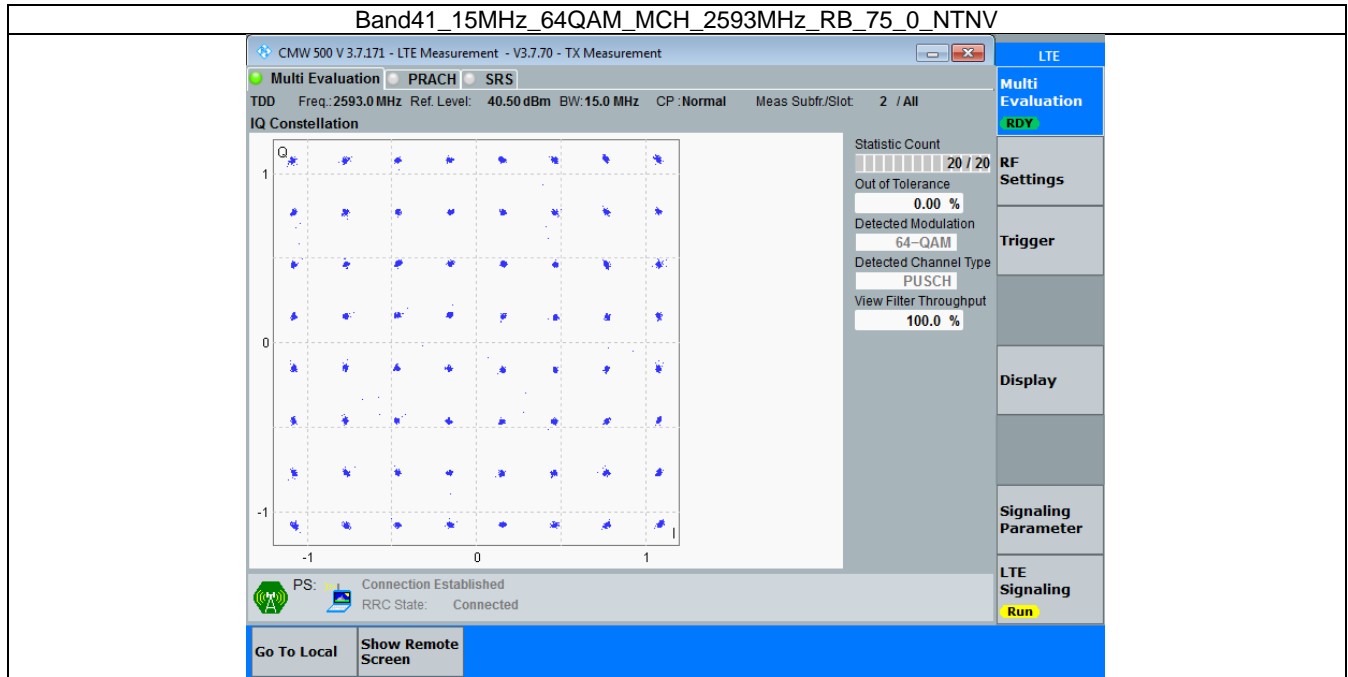 Band41_15MHz_64QAM_MCH_2593MHz_RB_75_0_NTNV
CMW 500 V 3.7.171 - LTE Measurement - V3.7.70 - TX Measurement
LTE
Multi Evaluation PRACH SRS
Multi
Evaluation
RDY
TDD Freq.: 2593.0 MHz Ref. Level: 40.50 dBm BW: 15.0 MHz CP : Normal Meas Subfr./Slot: 2 / All
IQ Constellation
Q
1
0
-1
-1 0 1
I
Statistic Count
20 / 20
Out of Tolerance
0.00 %
Detected Modulation
64-QAM
Detected Channel Type
PUSCH
View Filter Throughput
100.0 %
RF
Settings
Trigger
Display
Signaling
Parameter
LTE
Signaling
Run
PS: Connection Established
RRC State: Connected
Go To Local
Show Remote
Screen